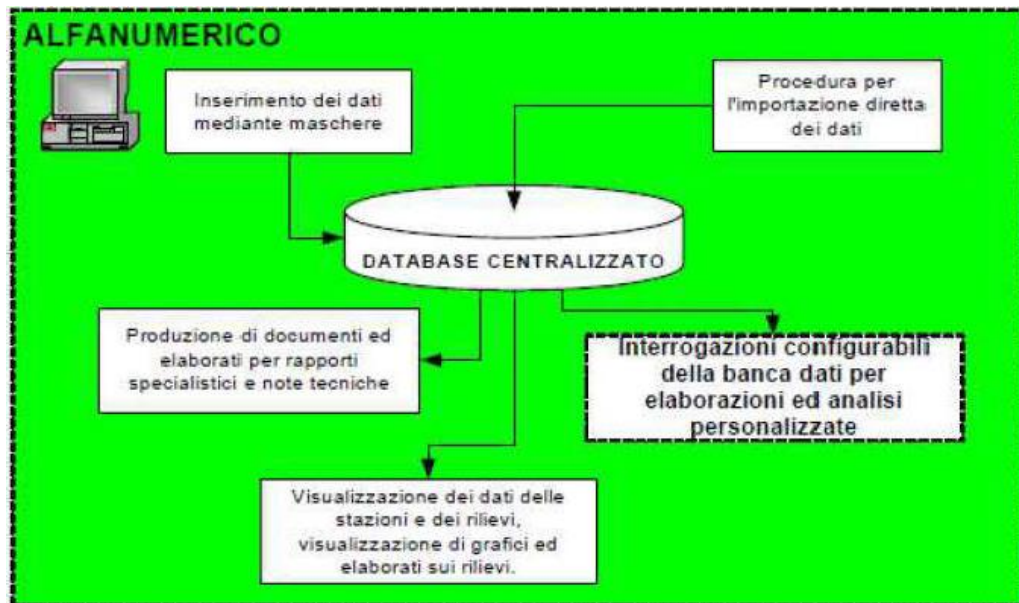 ALFANUMERICO
Inserimento dei dati
mediante maschere
Procedura per
l'importazione diretta
dei dati
DATABASE CENTRALIZZATO
Produzione di documenti ed
elaborati per rapporti
specialistici e note tecniche
Interrogazioni configurabili
della banca dati per
elaborazioni ed analisi
personalizzate
Visualizzazione dei dati delle
stazioni e dei rilievi,
visualizzazione di grafici ed
elaborati sui rilievi.